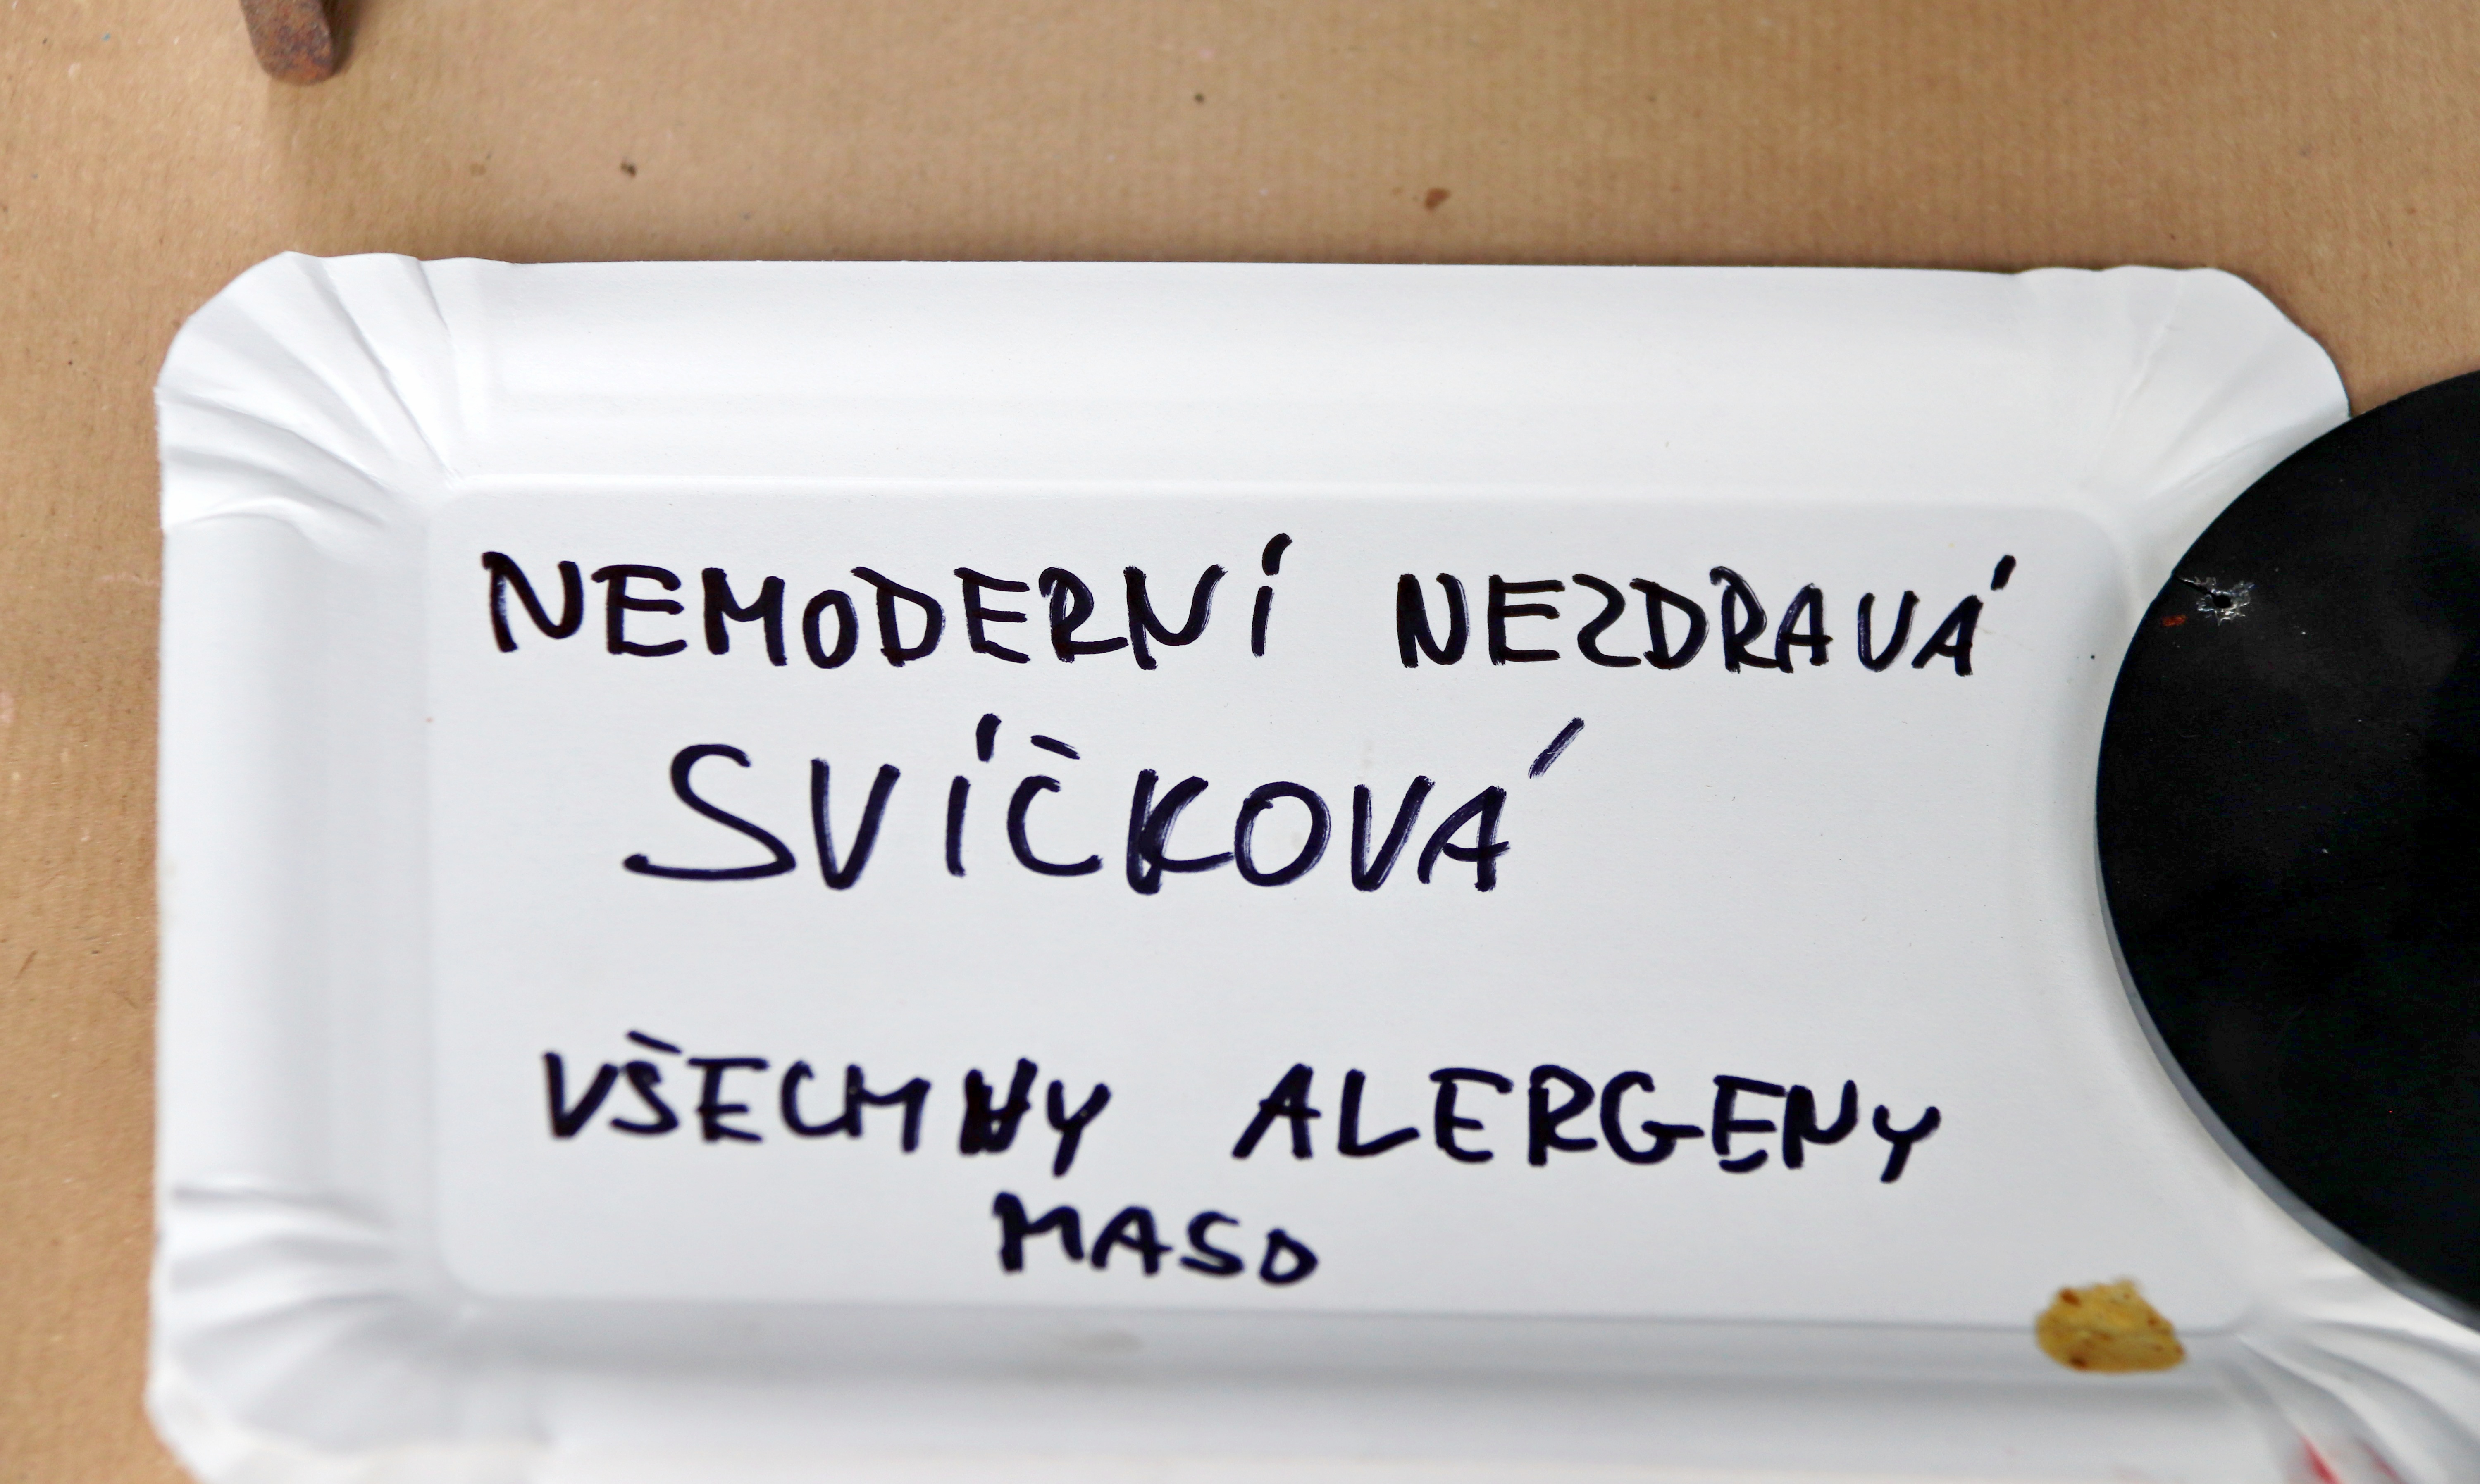 NEMODERNÍ NEZDRAVÁ
SVÍČKOVÁ
VŠECHNY ALERGENY
MASO